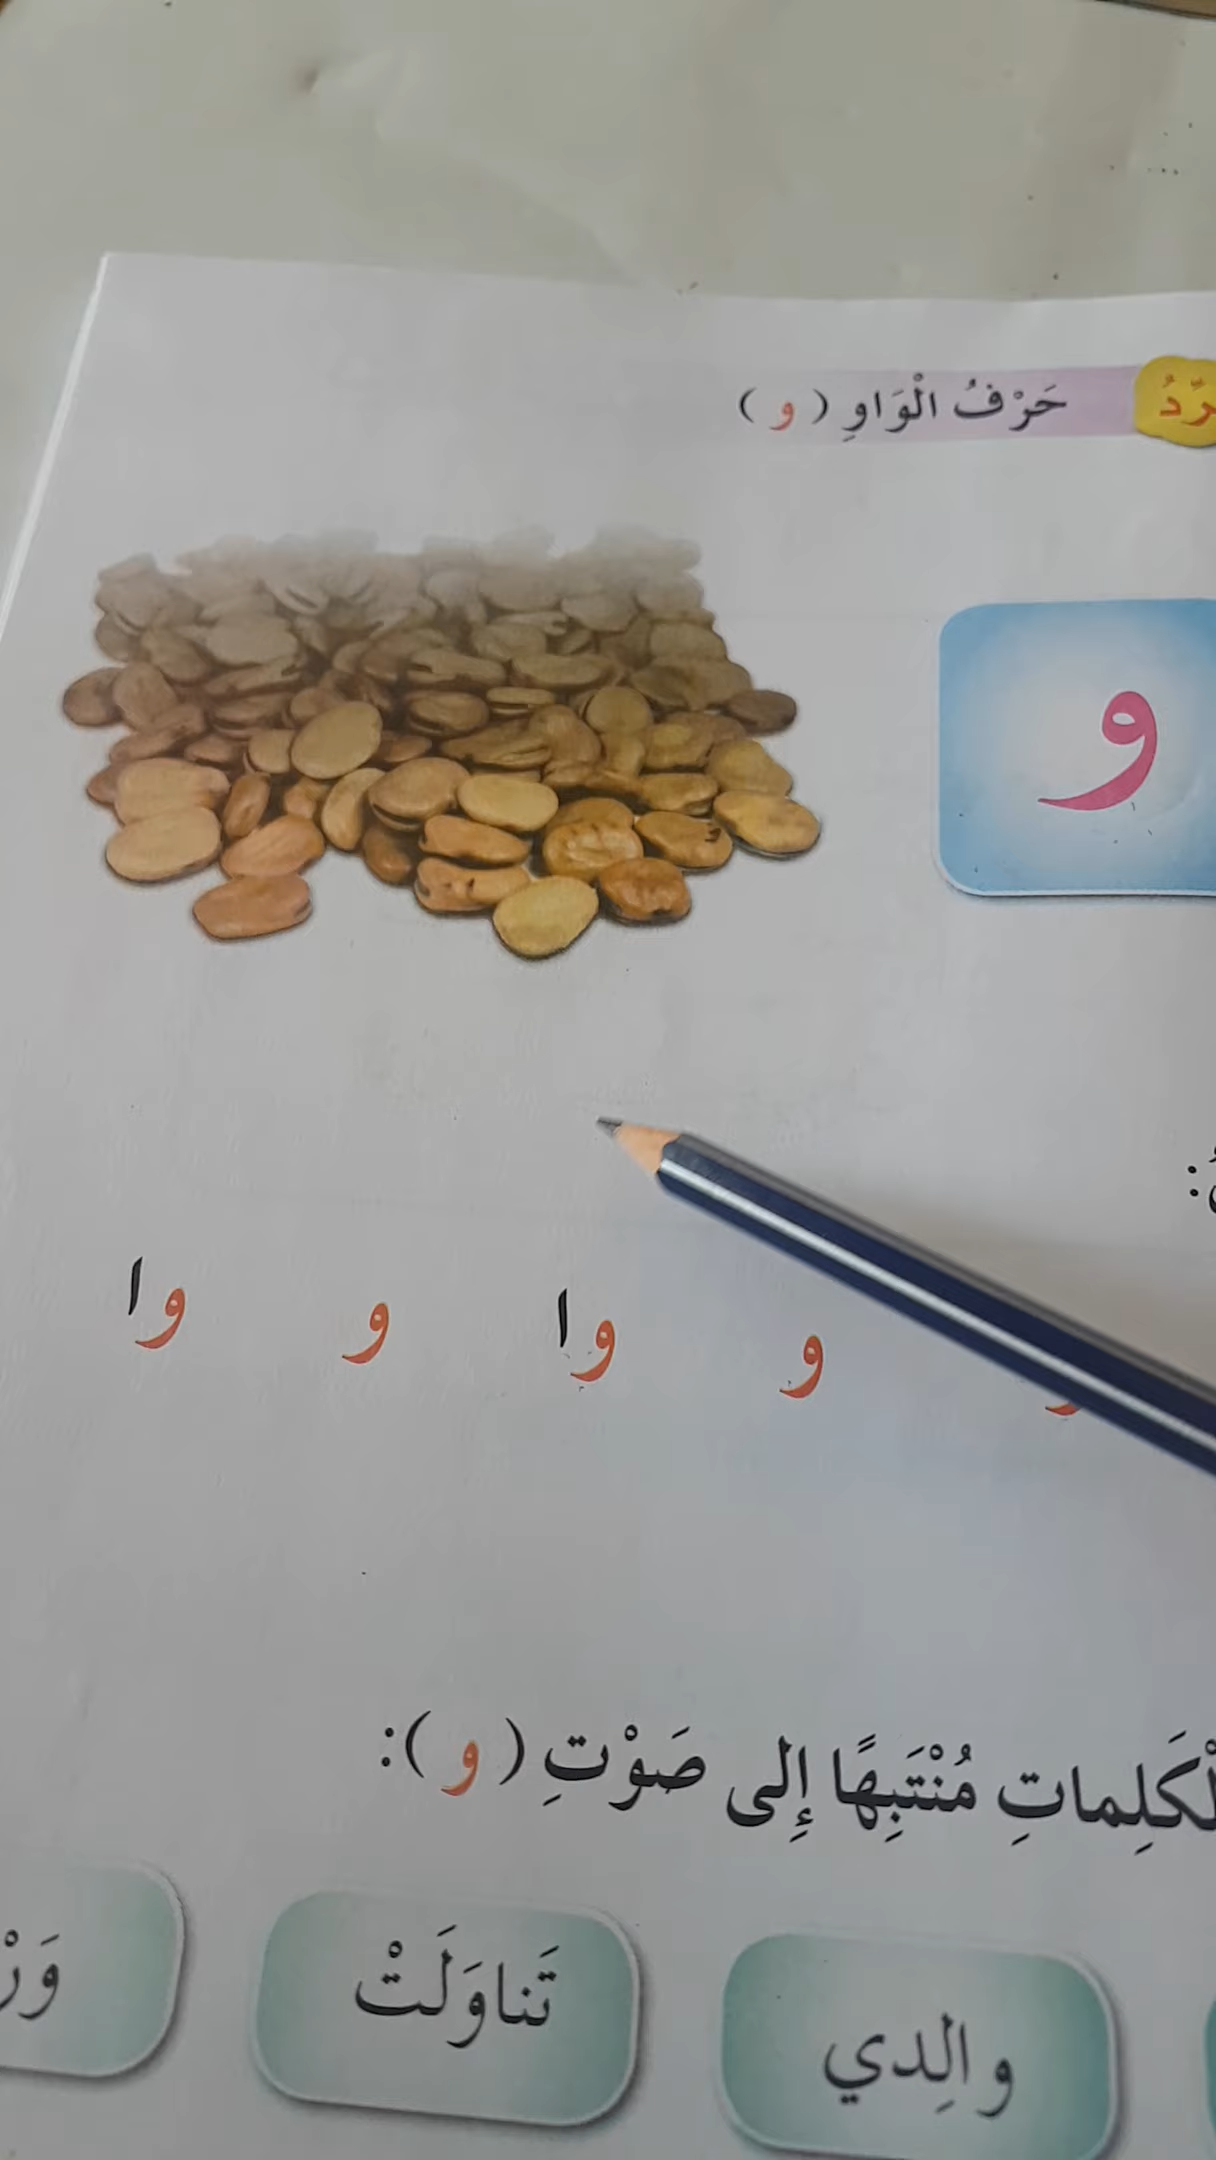 حَرْفُ الْوَاوِ ( و )
و
و وا و وا
الْكَلِماتِ مُنْتَبِهًا إِلى صَوْتِ ( و ):
والِدي تَناوَلَتْ